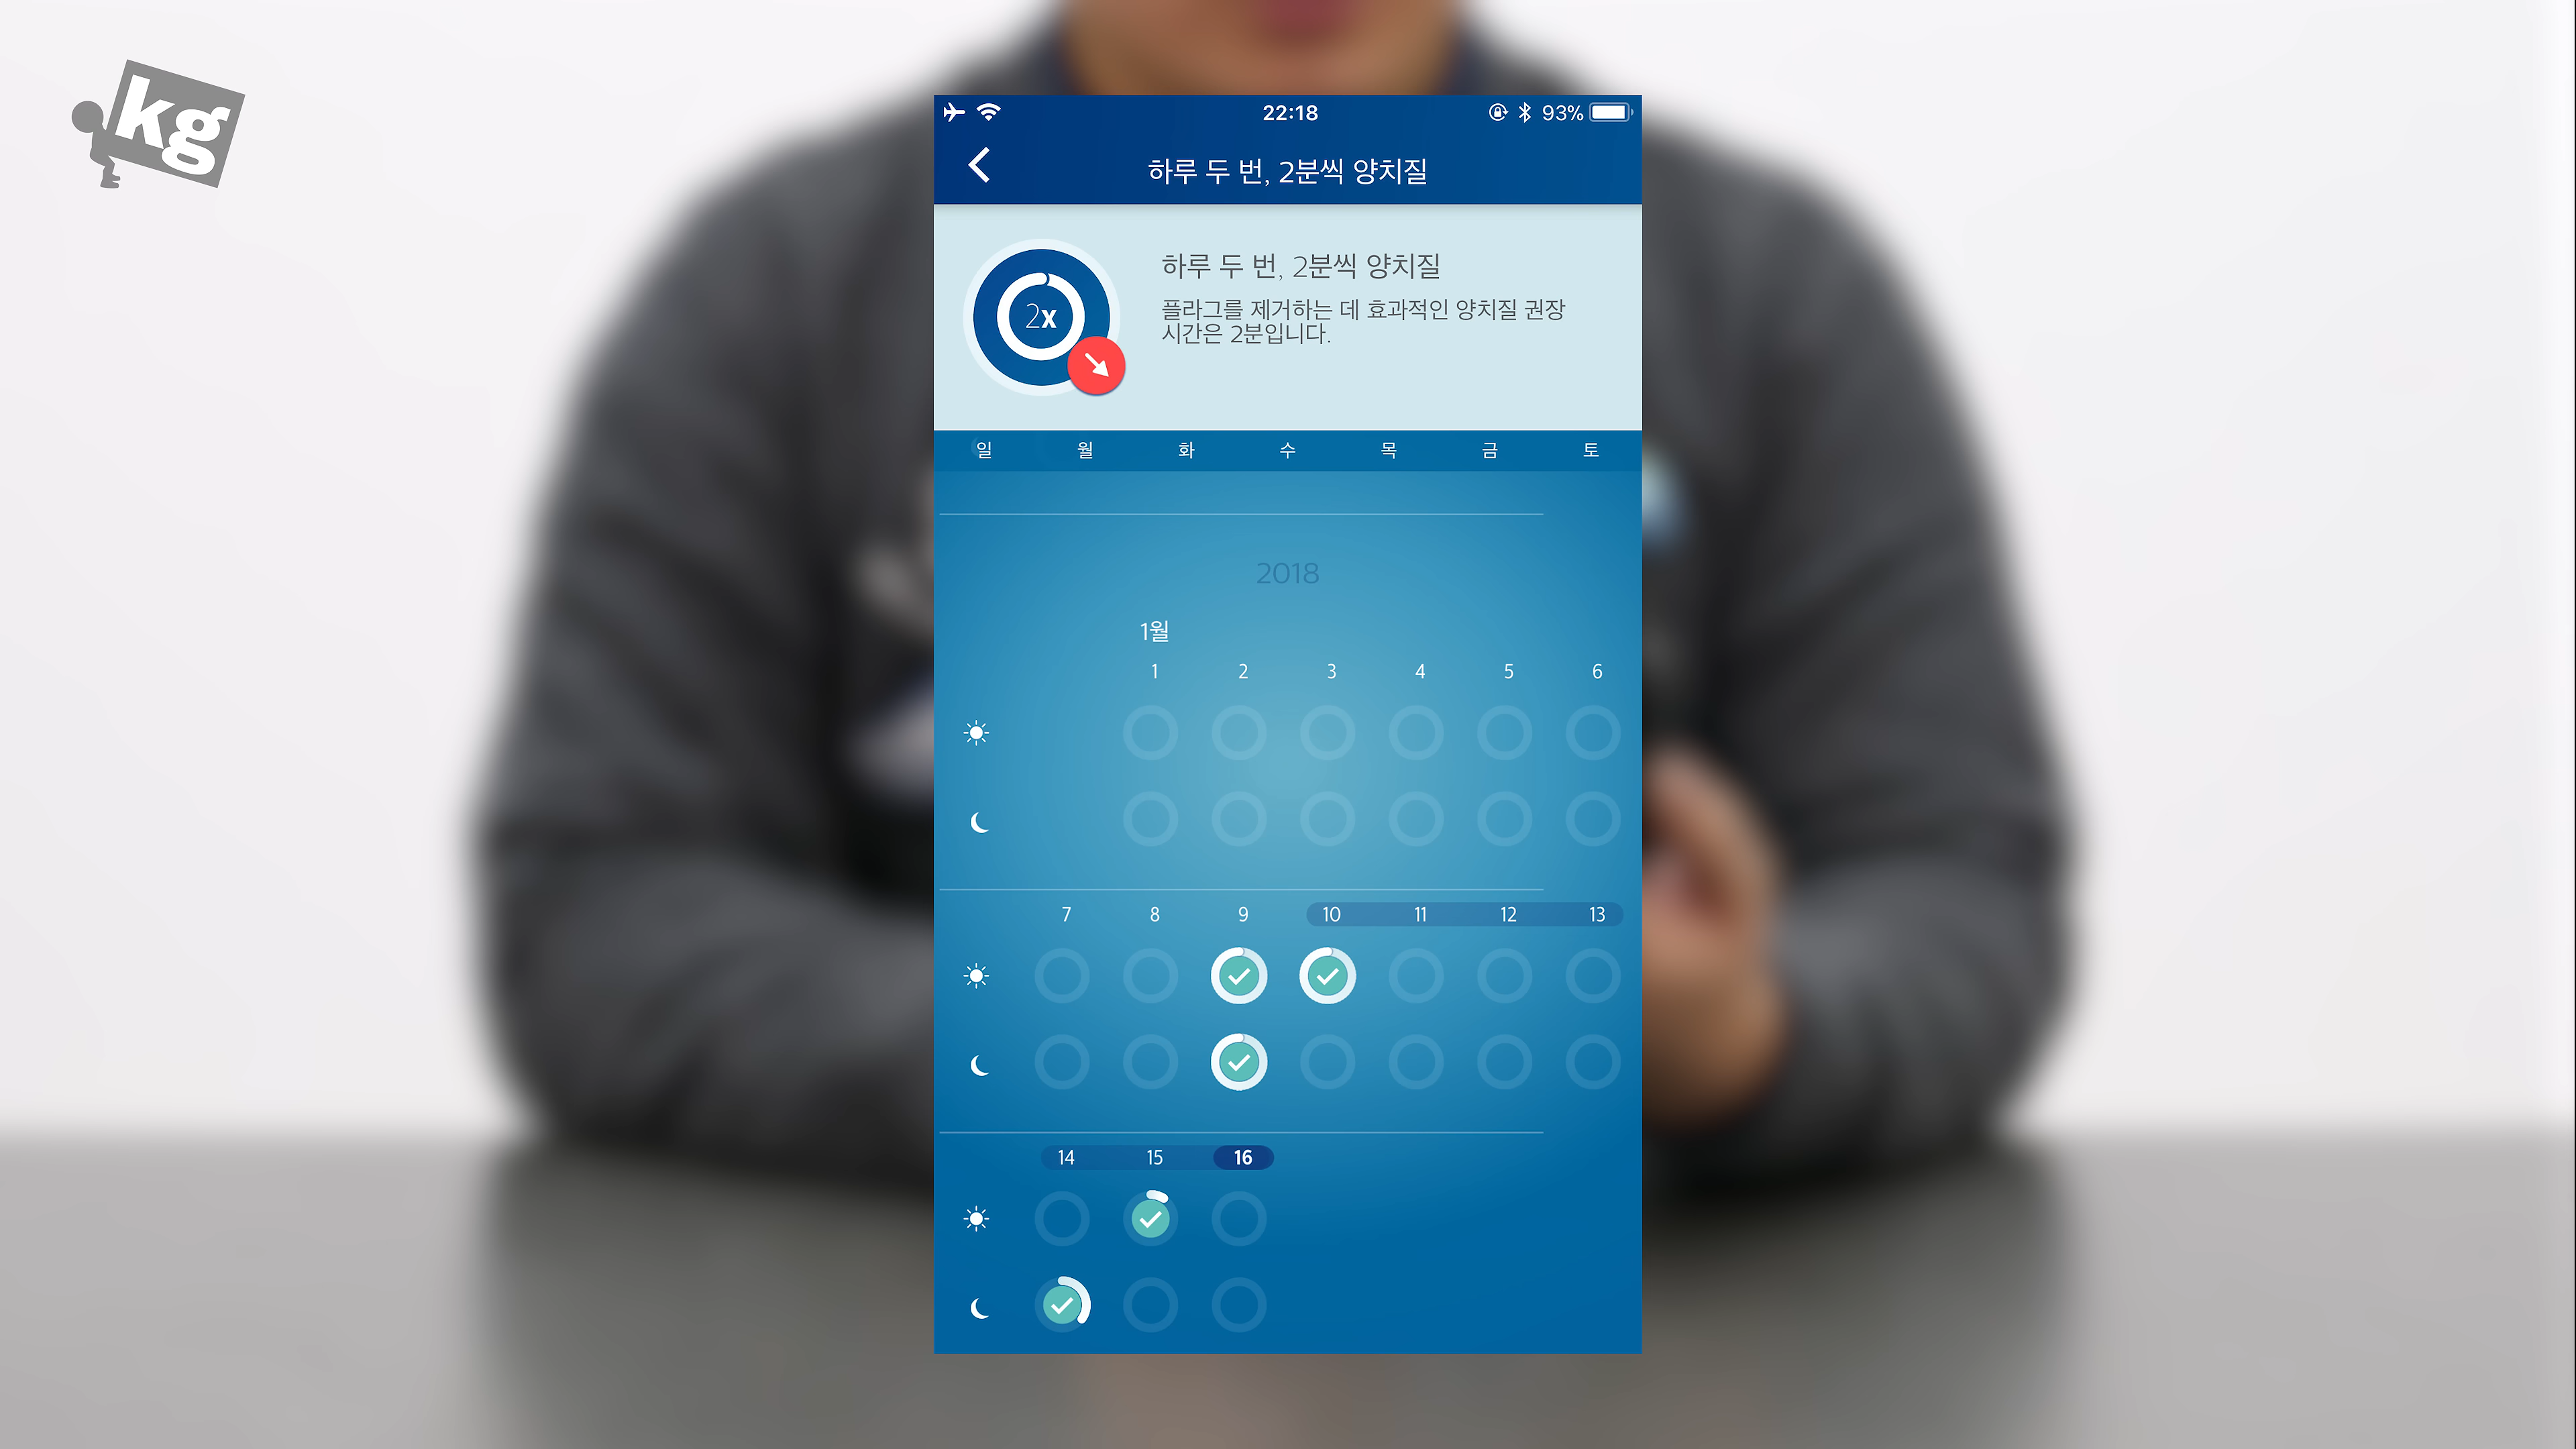 kg
22:18
93%
하루 두 번, 2분씩 양치질
2x
하루 두 번, 2분씩 양치질
플라그를 제거하는 데 효과적인 양치질 권장
시간은 2분입니다.
일 월 화 수 목 금 토
2018
1월
1 2 3 4 5 6
7 8 9 10 11 12 13
14 15 16